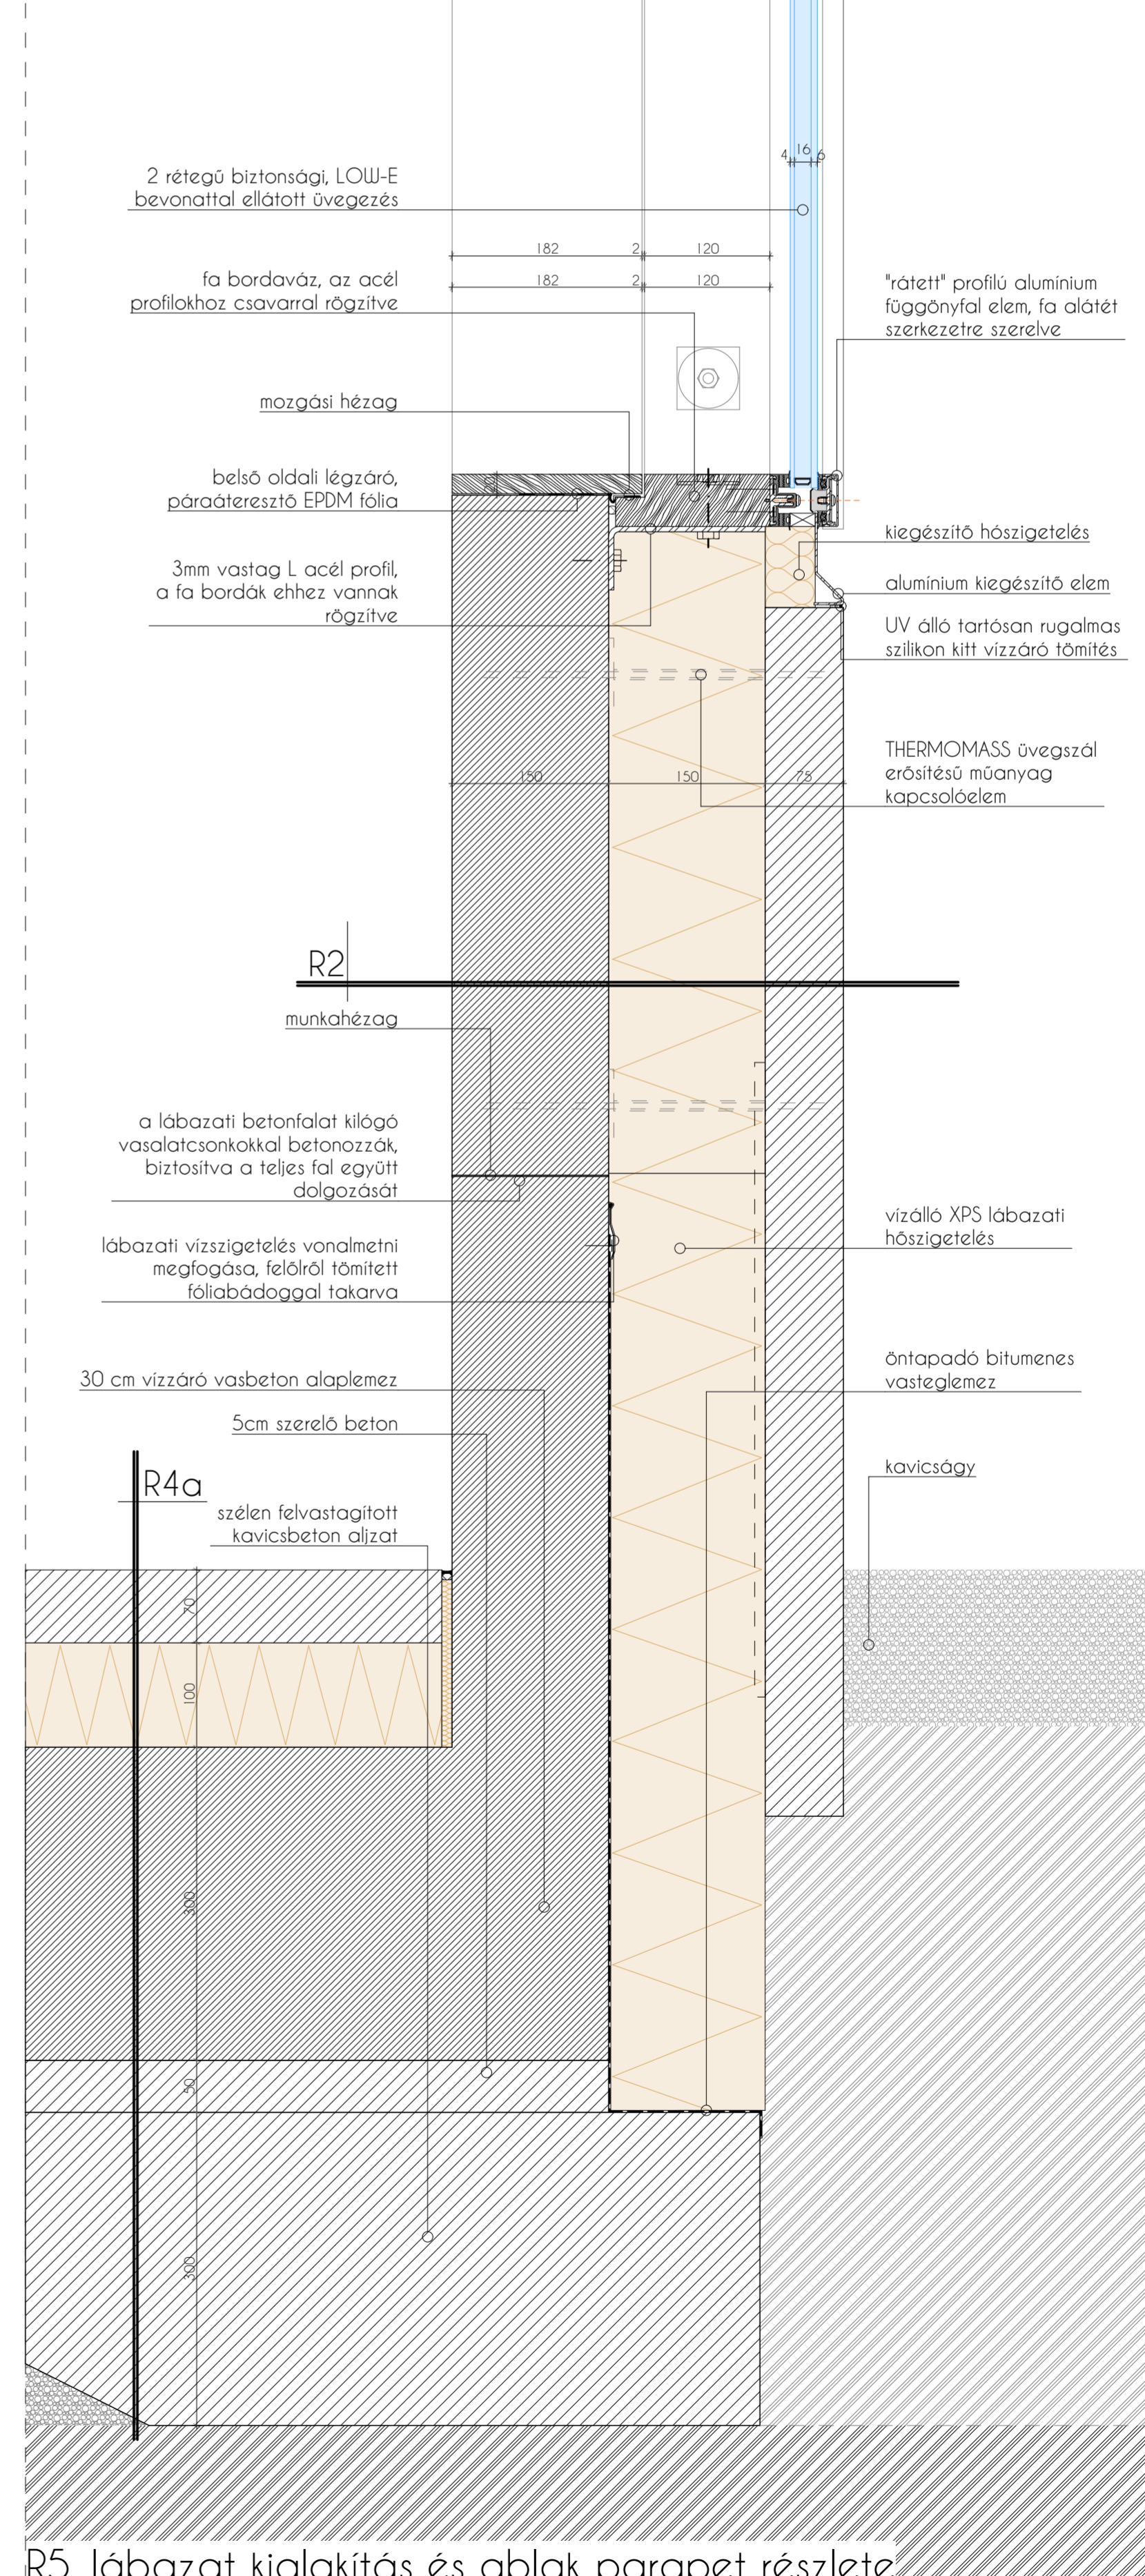 4 16 6
2 rétegű biztonsági, LOW-E
bevonattal ellátott üvegezés
182 2 120
182 2 120
fa bordaváz, az acél
profilokhoz csavarral rögzítve
"rátett" profilú alumínium
függönyfal elem, fa alátét
szerkezetre szerelve
mozgási hézag
belső oldali légzáró,
páraáteresztő EPDM fólia
kiegészítő hőszigetelés
3mm vastag L acél profil,
a fa bordák ehhez vannak
rögzítve
alumínium kiegészítő elem
UV álló tartósan rugalmas
szilikon kitt vízzáró tömítés
THERMOMASS üvegszál
erősítésű műanyag
kapcsolóelem
150 150 75
R2
munkahézag
a lábazati betonfalat kilógó
vasalatcsonkokkal betonozzák,
biztosítva a teljes fal együtt
dolgozását
vízálló XPS lábazati
hőszigetelés
lábazati vízszigetelés vonalmetni
megfogása, felőlről tömített
fóliabádoggal takarva
öntapadó bitumenes
vasteglemez
30 cm vízzáró vasbeton alaplemez
5cm szerelő beton
kavicságy
R4a
szélen felvastagított
kavicsbeton aljzat
70
100
300
50
300
R5 lábazat kialakítás és ablak parapet részlete